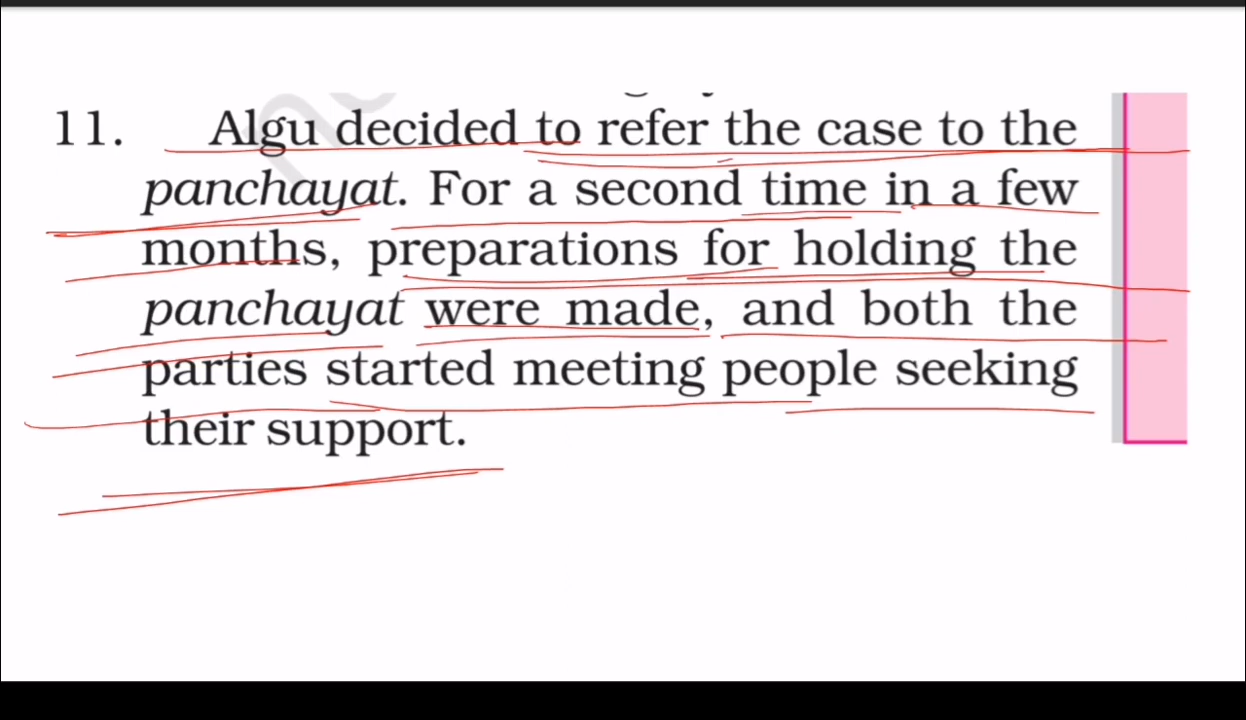 11. Algu decided to refer the case to the
panchayat. For a second time in a few
months, preparations for holding the
panchayat were made, and both the
parties started meeting people seeking
their support.